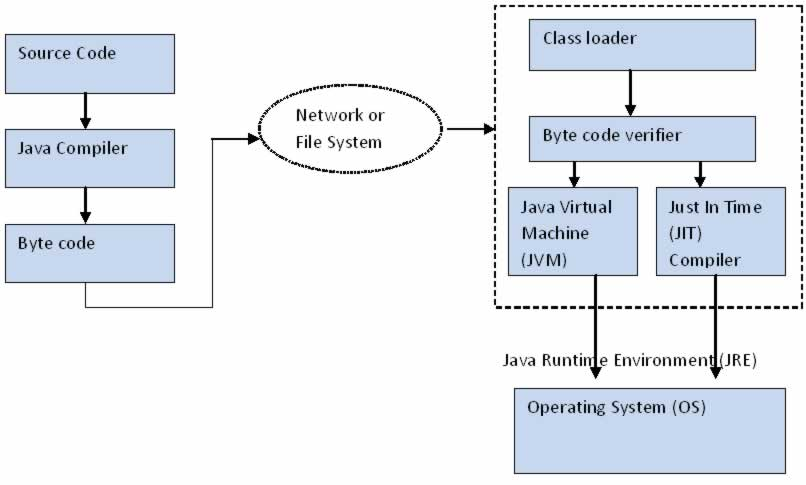 Source Code
Java Compiler
Byte code
Network or
File System
Class loader
Byte code verifier
Java Virtual
Machine
(JVM)
Just In Time
(JIT)
Compiler
Java Runtime Environment (JRE)
Operating System (OS)